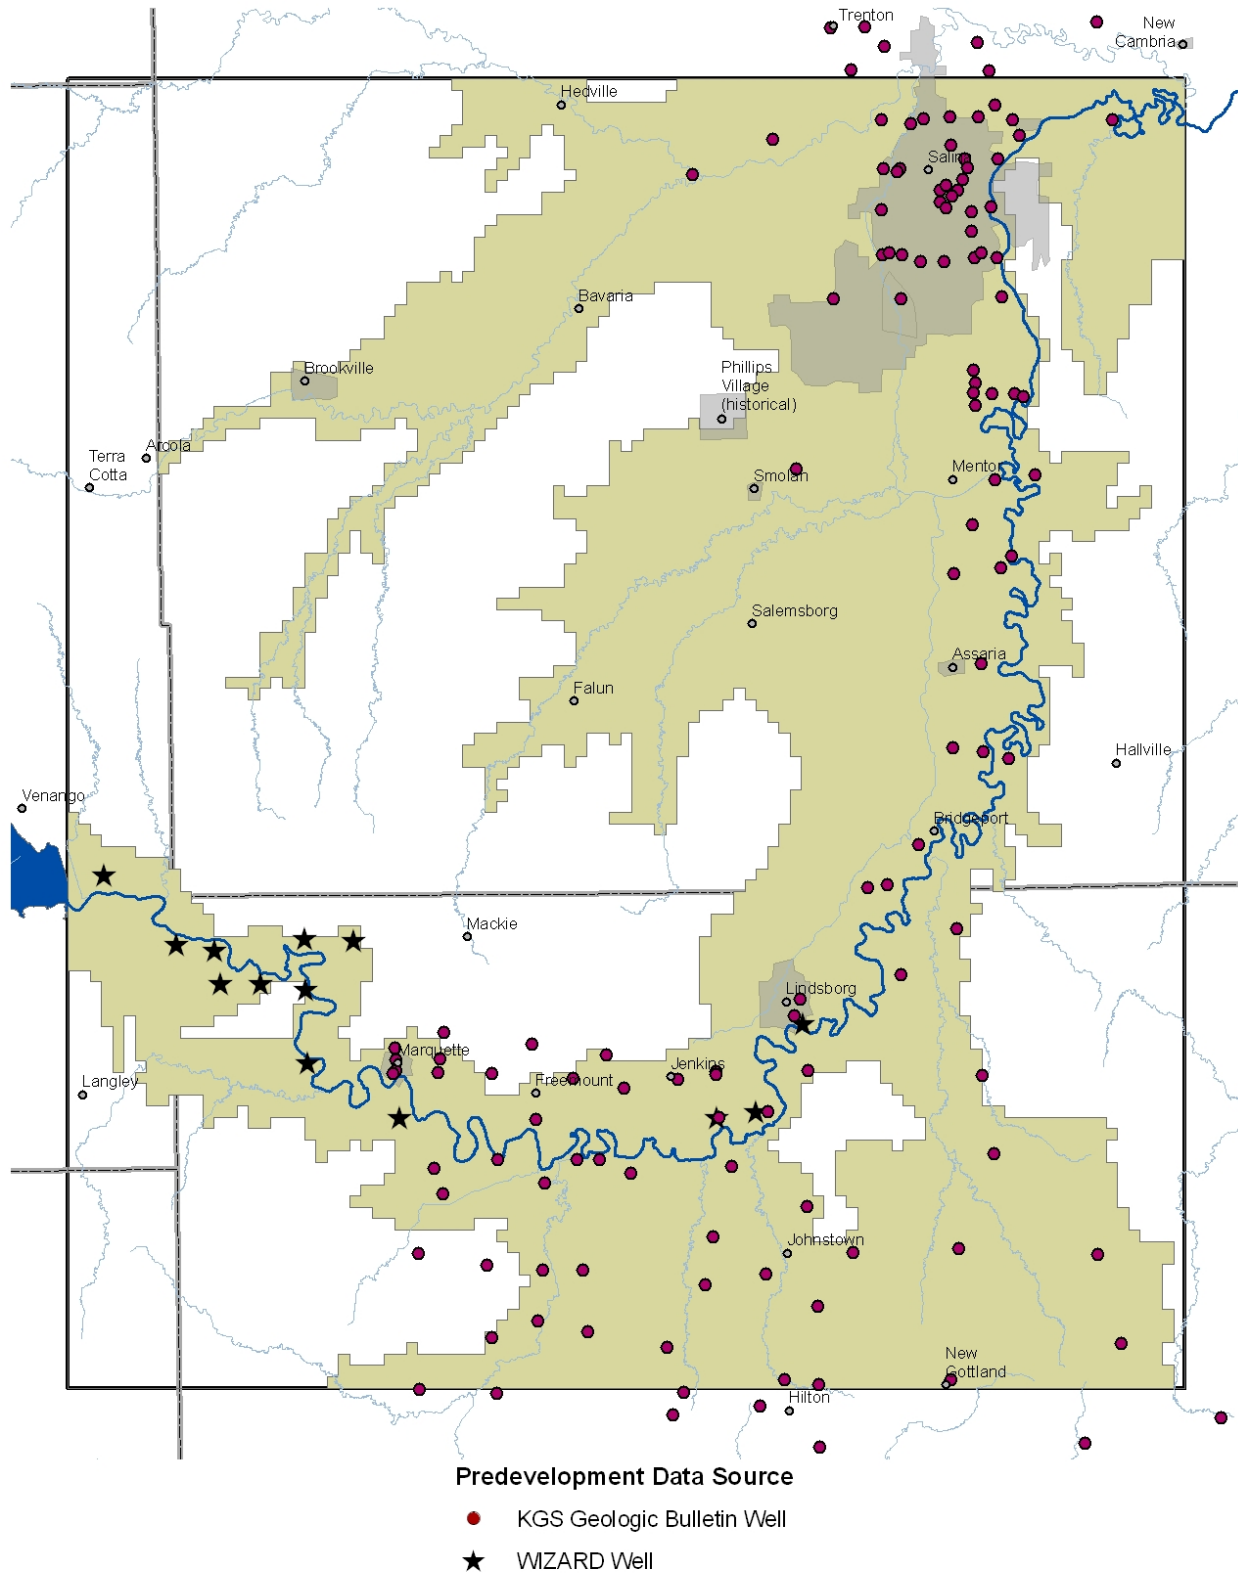 Trenton
New
Cambria
Hedville
Salina
Bavaria
Brookville
Phillips
Village
(historical)
Arcola
Terra
Cotta
Smolan
Mentor
Salemsborg
Assaria
Falun
Hallville
Venango
Bridgeport
Mackie
Lindsborg
Marquette
Jenkins
Langley
Freemount
Johnstown
New
Gottland
Hilton
Predevelopment Data Source
KGS Geologic Bulletin Well
WIZARD Well